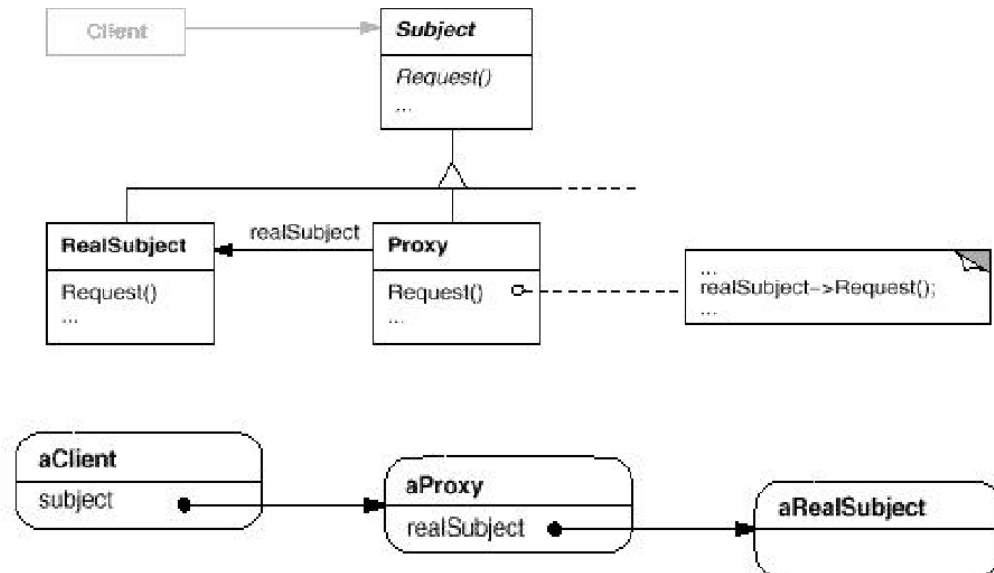 Client
Subject
Request()
...
RealSubject
Request()
...
realSubject
Proxy
Request()
...
...
realSubject->Request();
...
aClient
subject
aProxy
realSubject
aRealSubject